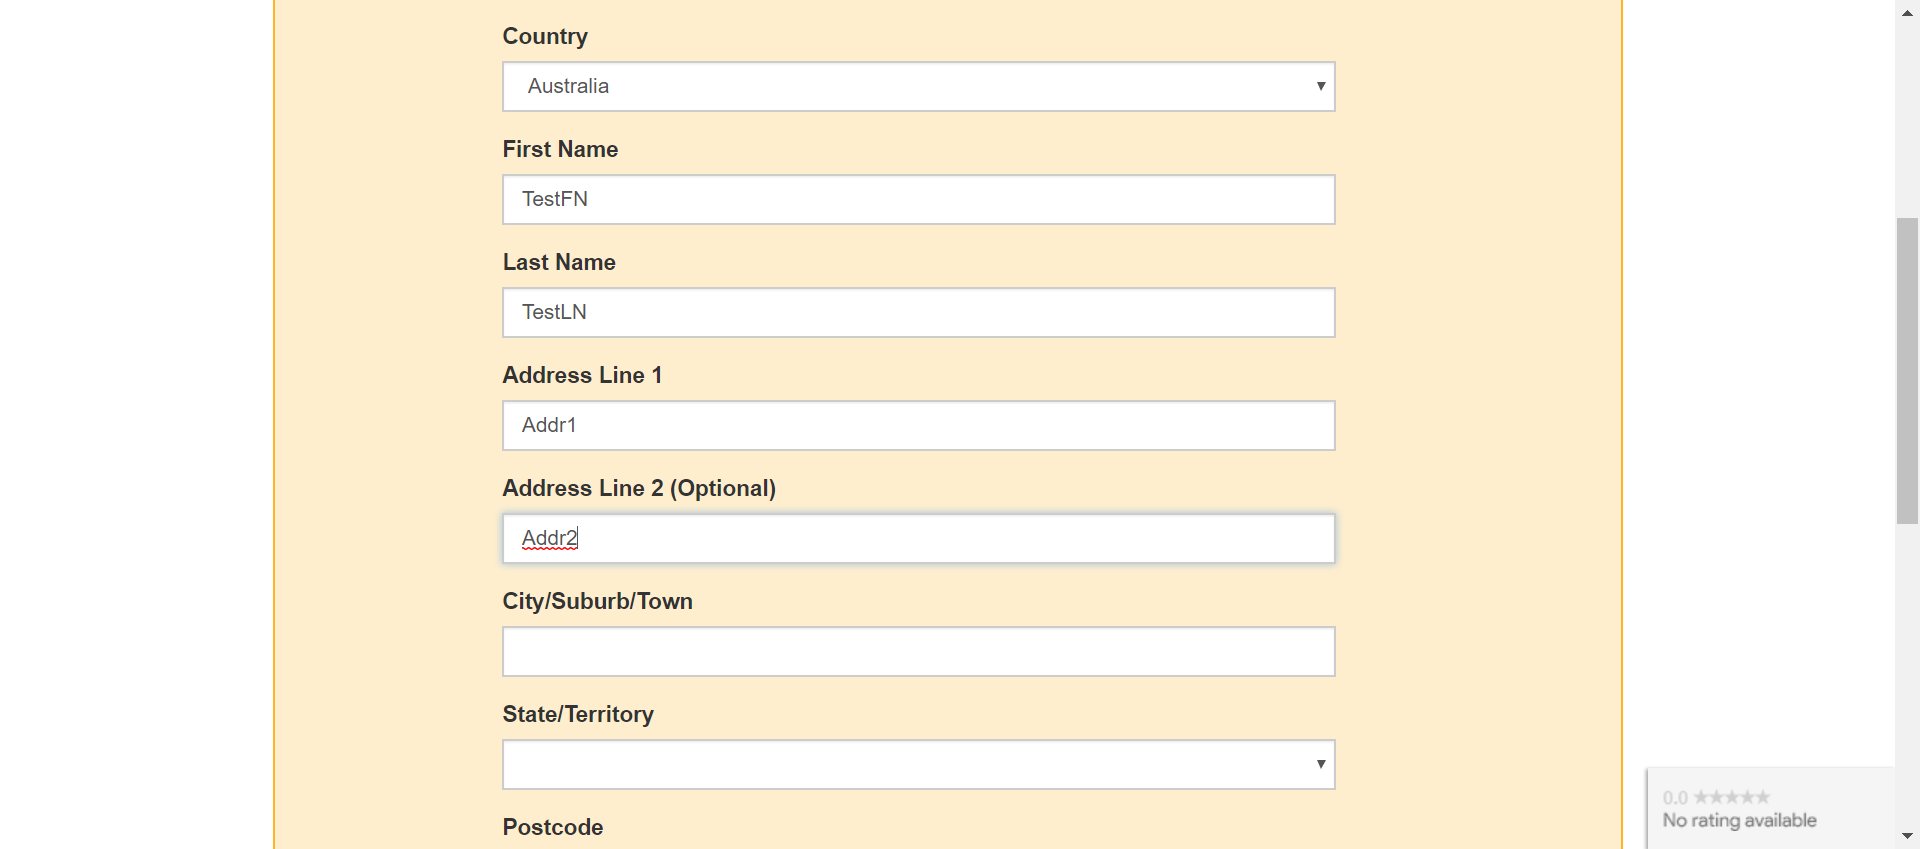 Country
Australia
First Name
TestFN
Last Name
TestLN
Address Line 1
Addr1
Address Line 2 (Optional)
Addr2
City/Suburb/Town
State/Territory
Postcode
0.0 ★★★★★
No rating available